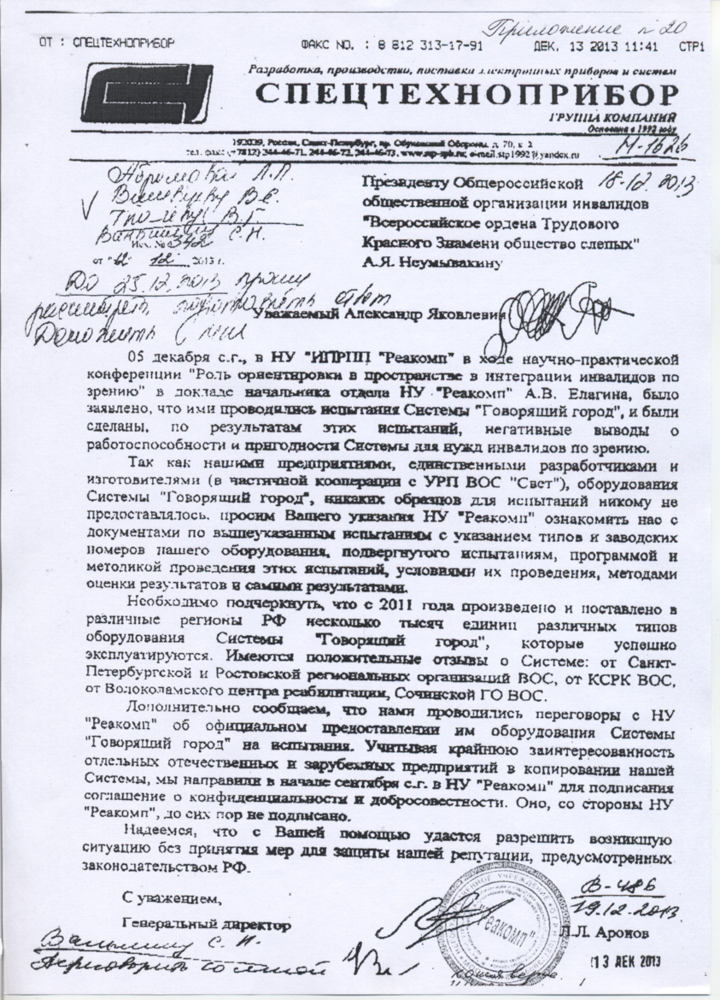 Приложение № 20
ОТ : СПЕЦТЕХНОПРИБОР ФАКС NO. : 8 812 313-17-91 ДЕК. 13 2013 11:41 СТР1
Разработка, производство, поставка электронных приборов и систем
СПЕЦТЕХНОПРИБОР
ГРУППА КОМПАНИЙ
Основана в 1992 году
192029, Россия, Санкт-Петербург, пр. Обуховской Обороны, д. 70, к. 2
тел. факс (+7812) 344-46-71, 244-46-72, 244-46-73, www.stp-spb.ru; e-mail.stp1992@yandex.ru
М-1626
18.12.2013
В.Г.
С.Н.
Исх. № 342
от "12" 12 2013 г.
Президенту Общероссийской
общественной организации инвалидов
"Всероссийское ордена Трудового
Красного Знамени общество слепых"
А.Я. Неумывакину
До 25.12.2013 прошу
рассмотреть подготовить ответ
Доложить
Уважаемый Александр Яковлевич
05 декабря с.г., в НУ "ИПРПП "Реакомп" в ходе научно-практической
конференции "Роль ориентировки в пространстве в интеграции инвалидов по
зрению" в докладе начальника отдела НУ "Реакомп" А.В. Елагина, было
заявлено, что ими проводились испытания Системы "Говорящий город", и были
сделаны, по результатам этих испытаний, негативные выводы о
работоспособности и пригодности Системы для нужд инвалидов по зрению.
Так как нашими предприятиями, единственными разработчиками и
изготовителями (в частичной кооперации с УРП ВОС "Свет"), оборудования
Системы "Говорящий город", никаких образцов для испытаний никому не
предоставлялось, просим Вашего указания НУ "Реакомп" ознакомить нас с
документами по вышеуказанным испытаниям с указанием типов и заводских
номеров нашего оборудования, подвергнутого испытаниям, программой и
методикой проведения этих испытаний, условиями их проведения, методами
оценки результатов и самими результатами.
Необходимо подчеркнуть, что с 2011 года произведено и поставлено в
различные регионы РФ несколько тысяч единиц различных типов
оборудования Системы "Говорящий город", которые успешно
эксплуатируются. Имеются положительные отзывы о Системе: от Санкт-
Петербургской и Ростовской региональных организаций ВОС, от КСРК ВОС,
от Волоколамского центра реабилитации, Сочинской ГО ВОС.
Дополнительно сообщаем, что нами проводились переговоры с НУ
"Реакомп" об официальном предоставлении им оборудования Системы
"Говорящий город" на испытания. Учитывая крайнюю заинтересованность
отдельных отечественных и зарубежных предприятий в копировании нашей
Системы, мы направили в начале сентября с.г. в НУ "Реакомп" для подписания
соглашение о конфиденциальности и добросовестности. Оно, со стороны НУ
"Реакомп", до сих пор не подписано.
Надеемся, что с Вашей помощью удастся разрешить возникшую
ситуацию без принятия мер для защиты нашей репутации, предусмотренных
законодательством РФ.
С уважением,
Генеральный директор
Л.Л. Аронов
В-486
19.12.2013
"Реакомп"
13 ДЕК 2013
Ваньшину С.Н.
Переговорить со мной
копия верна